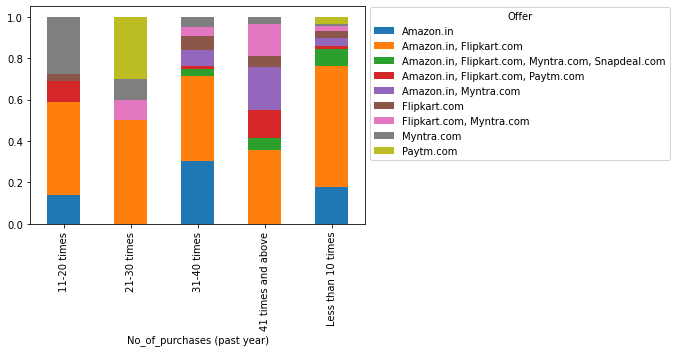 1.0
0.8
0.6
0.4
0.2
0.0
11-20 times
21-30 times
31-40 times
41 times and above
Less than 10 times
No_of_purchases (past year)
Offer
Amazon.in
Amazon.in, Flipkart.com
Amazon.in, Flipkart.com, Myntra.com, Snapdeal.com
Amazon.in, Flipkart.com, Paytm.com
Amazon.in, Myntra.com
Flipkart.com
Flipkart.com, Myntra.com
Myntra.com
Paytm.com